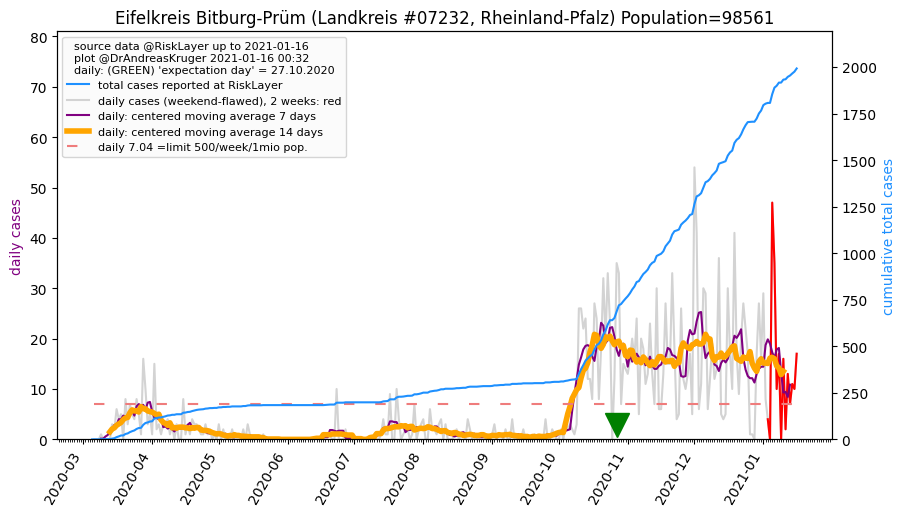 Eifelkreis Bitburg-Prüm (Landkreis #07232, Rheinland-Pfalz) Population=98561
source data @RiskLayer up to 2021-01-16
plot @DrAndreasKruger 2021-01-16 00:32
daily: (GREEN) 'expectation day' = 27.10.2020
total cases reported at RiskLayer
daily cases (weekend-flawed), 2 weeks: red
daily: centered moving average 7 days
daily: centered moving average 14 days
daily 7.04 =limit 500/week/1mio pop.
daily cases
80
70
60
50
40
30
20
10
0
cumulative total cases
2000
1750
1500
1250
1000
750
500
250
0
2020-03
2020-04
2020-05
2020-06
2020-07
2020-08
2020-09
2020-10
2020-11
2020-12
2021-01